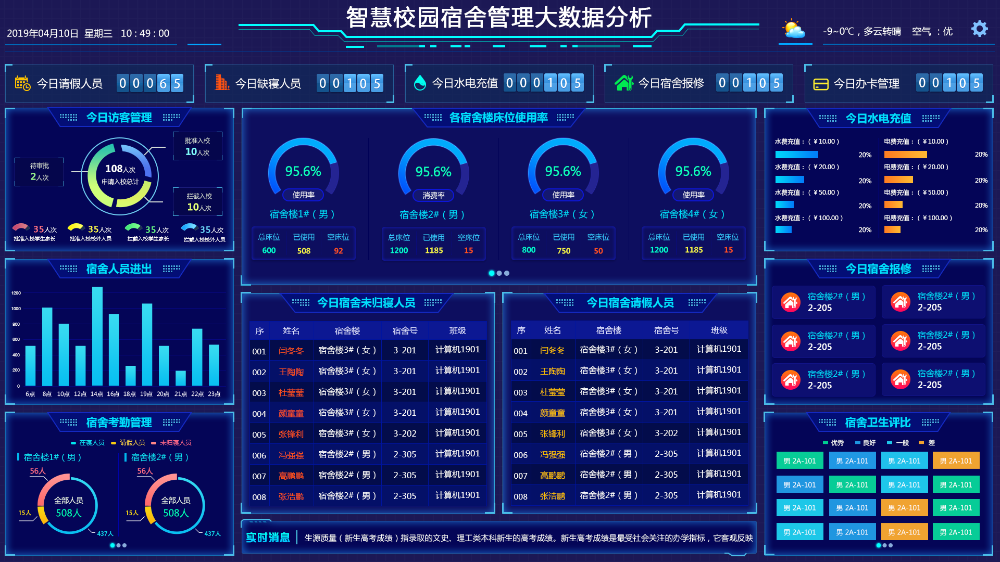 智慧校园宿舍管理大数据分析
2019年04月10日 星期三 10 : 49 : 00
-9~0℃，多云转晴 空气 ：优
今日请假人员 00065
今日缺寝人员 00105
今日水电充值 000105
今日宿舍报修 00105
今日办卡管理 00105
今日访客管理
批准入校
10人次
待审批
2人次
108人次
申请入校总计
拦截入校
10人次
35人次 35人次 35人次 35人次
批准入校学生家长 批准入校校外人员 拦截入校学生家长 拦截入校校外人员
宿舍人员进出
1200
1000
800
600
400
200
0
6点 8点 10点 12点 14点 16点 18点 19点 20点 21点 22点 23点
宿舍考勤管理
在寝人员 请假人员 未归寝人员
宿舍楼1#（男） 宿舍楼2#（男）
56人 56人
全部人员 全部人员
508人 508人
15人 15人
437人 437人
各宿舍楼床位使用率
95.6% 95.6% 95.6% 95.6%
使用率 消费率 使用率 使用率
宿舍楼1#（男） 宿舍楼2#（男） 宿舍楼3#（女） 宿舍楼4#（女）
总床位 已使用 空床位 总床位 已使用 空床位 总床位 已使用 空床位 总床位 已使用 空床位
600 508 92 1200 1185 15 800 750 50 1200 1185 15
今日宿舍未归寝人员
序 姓名 宿舍楼 宿舍号 班级
001 闫冬冬 宿舍楼3#（女） 3-201 计算机1901
002 王陶陶 宿舍楼3#（女） 3-201 计算机1901
003 杜莹莹 宿舍楼3#（女） 3-201 计算机1901
004 颜童童 宿舍楼3#（女） 3-201 计算机1901
005 张锋利 宿舍楼3#（女） 3-202 计算机1901
006 冯强强 宿舍楼2#（男） 2-305 计算机1901
007 高鹏鹏 宿舍楼2#（男） 2-305 计算机1901
008 张浩鹏 宿舍楼2#（男） 2-305 计算机1901
今日宿舍请假人员
序 姓名 宿舍楼 宿舍号 班级
001 闫冬冬 宿舍楼3#（女） 3-201 计算机1901
002 王陶陶 宿舍楼3#（女） 3-201 计算机1901
003 杜莹莹 宿舍楼3#（女） 3-201 计算机1901
004 颜童童 宿舍楼3#（女） 3-201 计算机1901
005 张锋利 宿舍楼3#（女） 3-202 计算机1901
006 冯强强 宿舍楼2#（男） 2-305 计算机1901
007 高鹏鹏 宿舍楼2#（男） 2-305 计算机1901
008 张浩鹏 宿舍楼2#（男） 2-305 计算机1901
实时消息 生源质量（新生高考成绩）指录取的文史、理工类本科新生的高考成绩。新生高考成绩是最受社会关注的办学指标，它客观反映
今日水电充值
水费充值：（￥10.00） 电费充值：（￥10.00）
20% 20%
水费充值：（￥20.00） 电费充值：（￥20.00）
20% 20%
水费充值：（￥50.00） 电费充值：（￥50.00）
20% 20%
水费充值：（￥100.00） 电费充值：（￥100.00）
20% 20%
今日宿舍报修
宿舍楼2#（男） 宿舍楼2#（男）
2-205 2-205
宿舍楼2#（男） 宿舍楼2#（男）
2-205 2-205
宿舍楼2#（男） 宿舍楼2#（男）
2-205 2-205
宿舍卫生评比
优秀 良好 一般 差
男 2A-101 男 2A-101 男 2A-101 男 2A-101
男 2A-101 男 2A-101 男 2A-101 男 2A-101
男 2A-101 男 2A-101 男 2A-101 男 2A-101
男 2A-101 男 2A-101 男 2A-101 男 2A-101